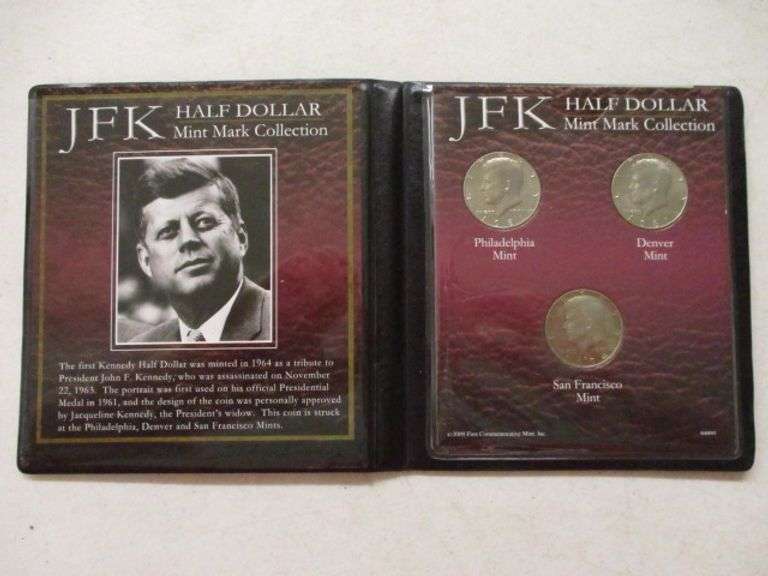 JFK HALF DOLLAR
Mint Mark Collection
The first Kennedy Half Dollar was minted in 1964 as a tribute to
President John F. Kennedy, who was assassinated on November
22, 1963. The portrait was first used on his official Presidential
Medal in 1961, and the design of the coin was personally approved
by Jacqueline Kennedy, the President's widow. This coin is struck
at the Philadelphia, Denver and San Francisco Mints.
JFK HALF DOLLAR
Mint Mark Collection
Philadelphia
Mint
Denver
Mint
San Francisco
Mint
First Commemorative Mint, Inc.